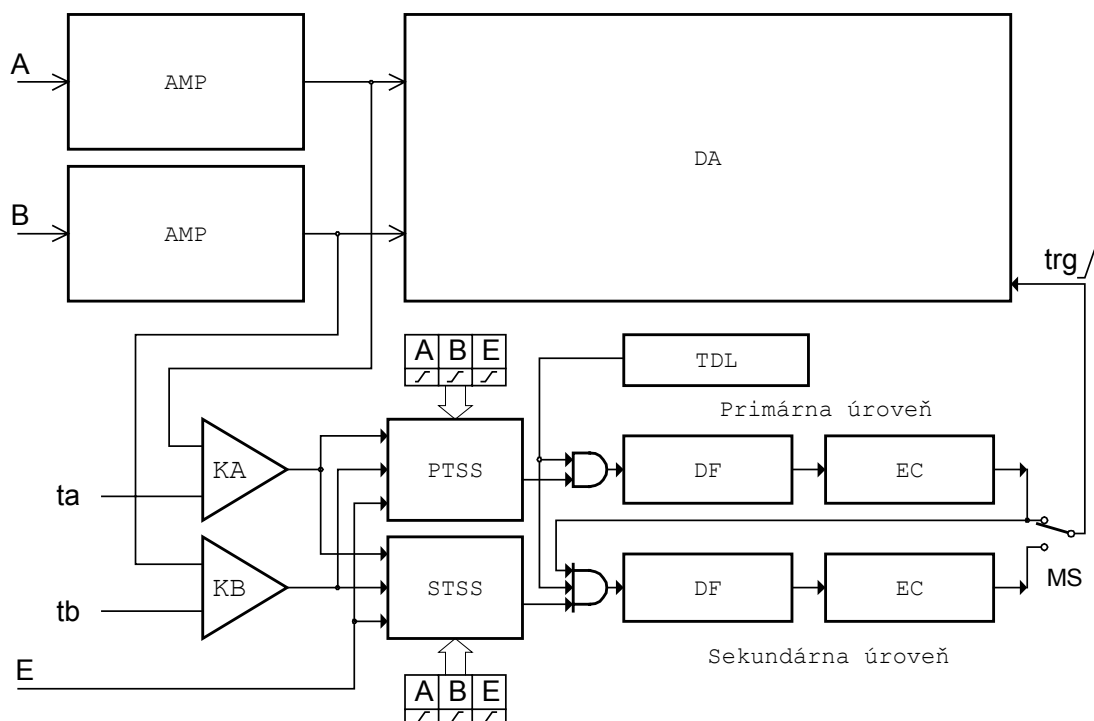 A
AMP
DA
B
AMP
trg
A B E
TDL
Primárna úroveň
KA
PTSS
DF
EC
ta
KB
STSS
DF
EC
MS
tb
Sekundárna úroveň
E
A B E